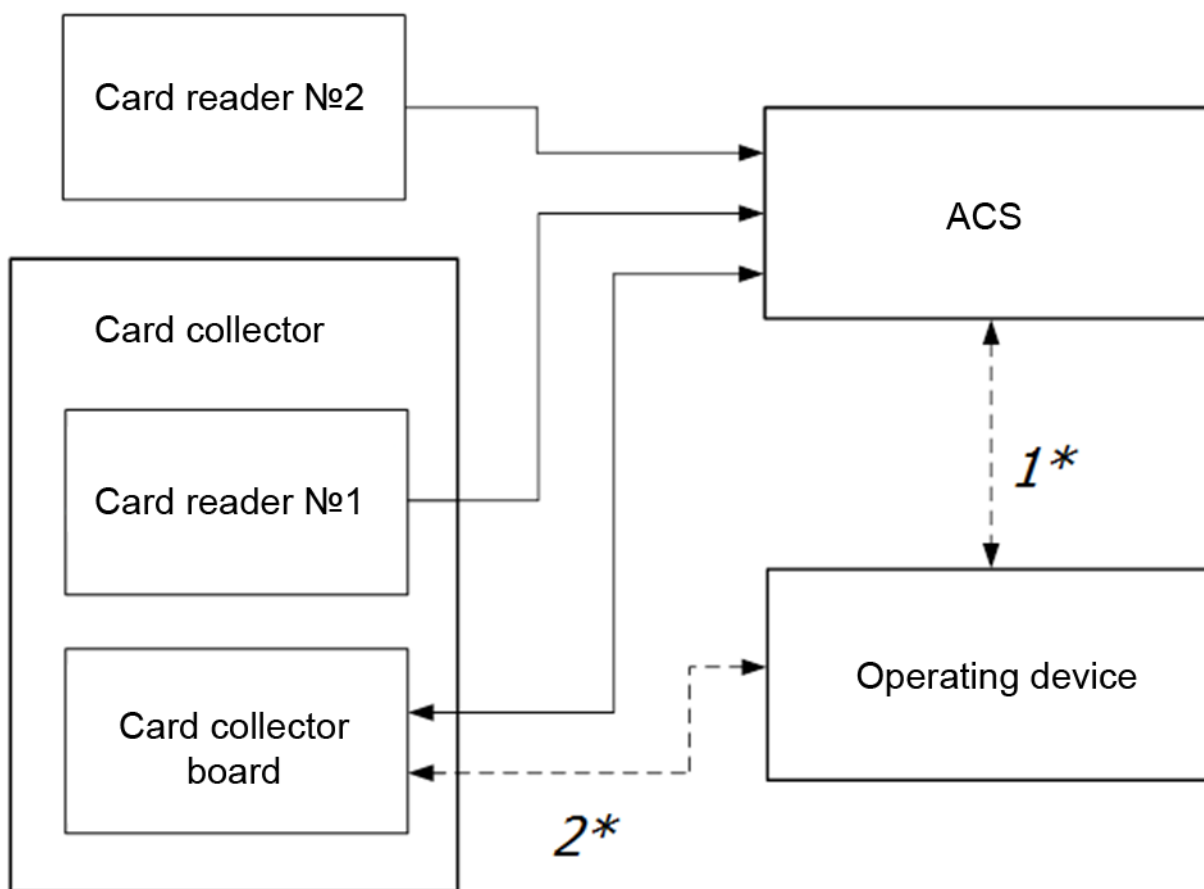 Card reader №2
ACS
Card collector
Card reader №1
1*
Operating device
Card collector
board
2*